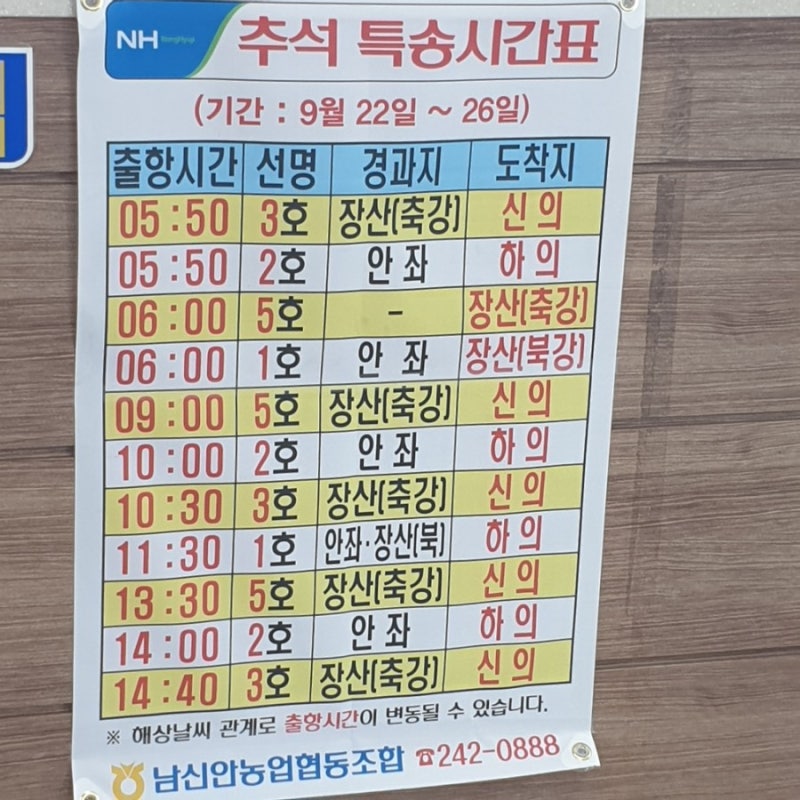 NH NongHyup 추석 특송시간표
(기간 : 9월 22일 ~ 26일)
출항시간 선명 경과지 도착지
05:50 3호 장산(축강) 신의
05:50 2호 안좌 하의
06:00 5호 - 장산(축강)
06:00 1호 안좌 장산(북강)
09:00 5호 장산(축강) 신의
10:00 2호 안좌 하의
10:30 3호 장산(축강) 신의
11:30 1호 안좌·장산(북) 하의
13:30 5호 장산(축강) 신의
14:00 2호 안좌 하의
14:40 3호 장산(축강) 신의
※ 해상날씨 관계로 출항시간이 변동될 수 있습니다.
남신안농업협동조합 ☎242-0888